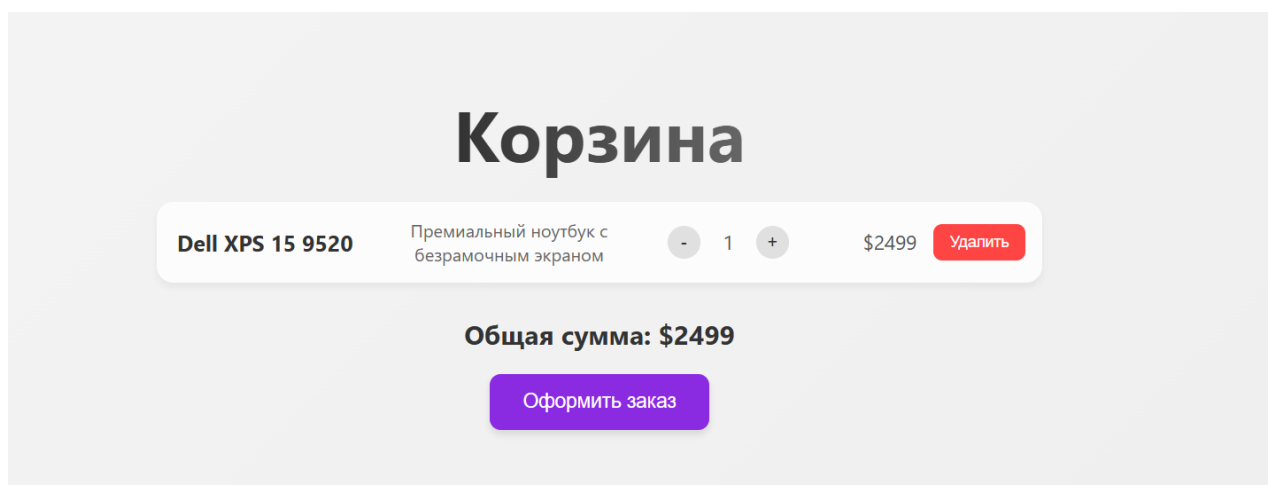 Корзина
Dell XPS 15 9520
Премиальный ноутбук с
безрамочным экраном
- 1 +
$2499
Удалить
Общая сумма: $2499
Оформить заказ